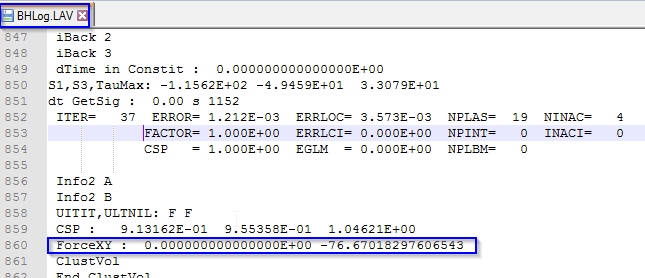 BHLog.LAV
847 iBack 2
848 iBack 3
849 dTime in Constit : 0.000000000000000E+00
850 S1,S3,TauMax: -1.1562E+02 -4.9459E+01 3.3079E+01
851 dt GetSig : 0.00 s 1152
852 ITER= 37 ERROR= 1.212E-03 ERRLOC= 3.573E-03 NPLAS= 19 NINAC= 4
853 FACTOR= 1.000E+00 ERRLCI= 0.000E+00 NPINT= 0 INACI= 0
854 CSP = 1.000E+00 EGLM = 0.000E+00 NPLBM= 0
855
856 Info2 A
857 Info2 B
858 UITIT,ULTNIL: F F
859 CSP : 9.13162E-01 9.55358E-01 1.04621E+00
860 ForceXY : 0.000000000000000E+00 -76.67018297606543
861 ClustVol
862 End ClustVol